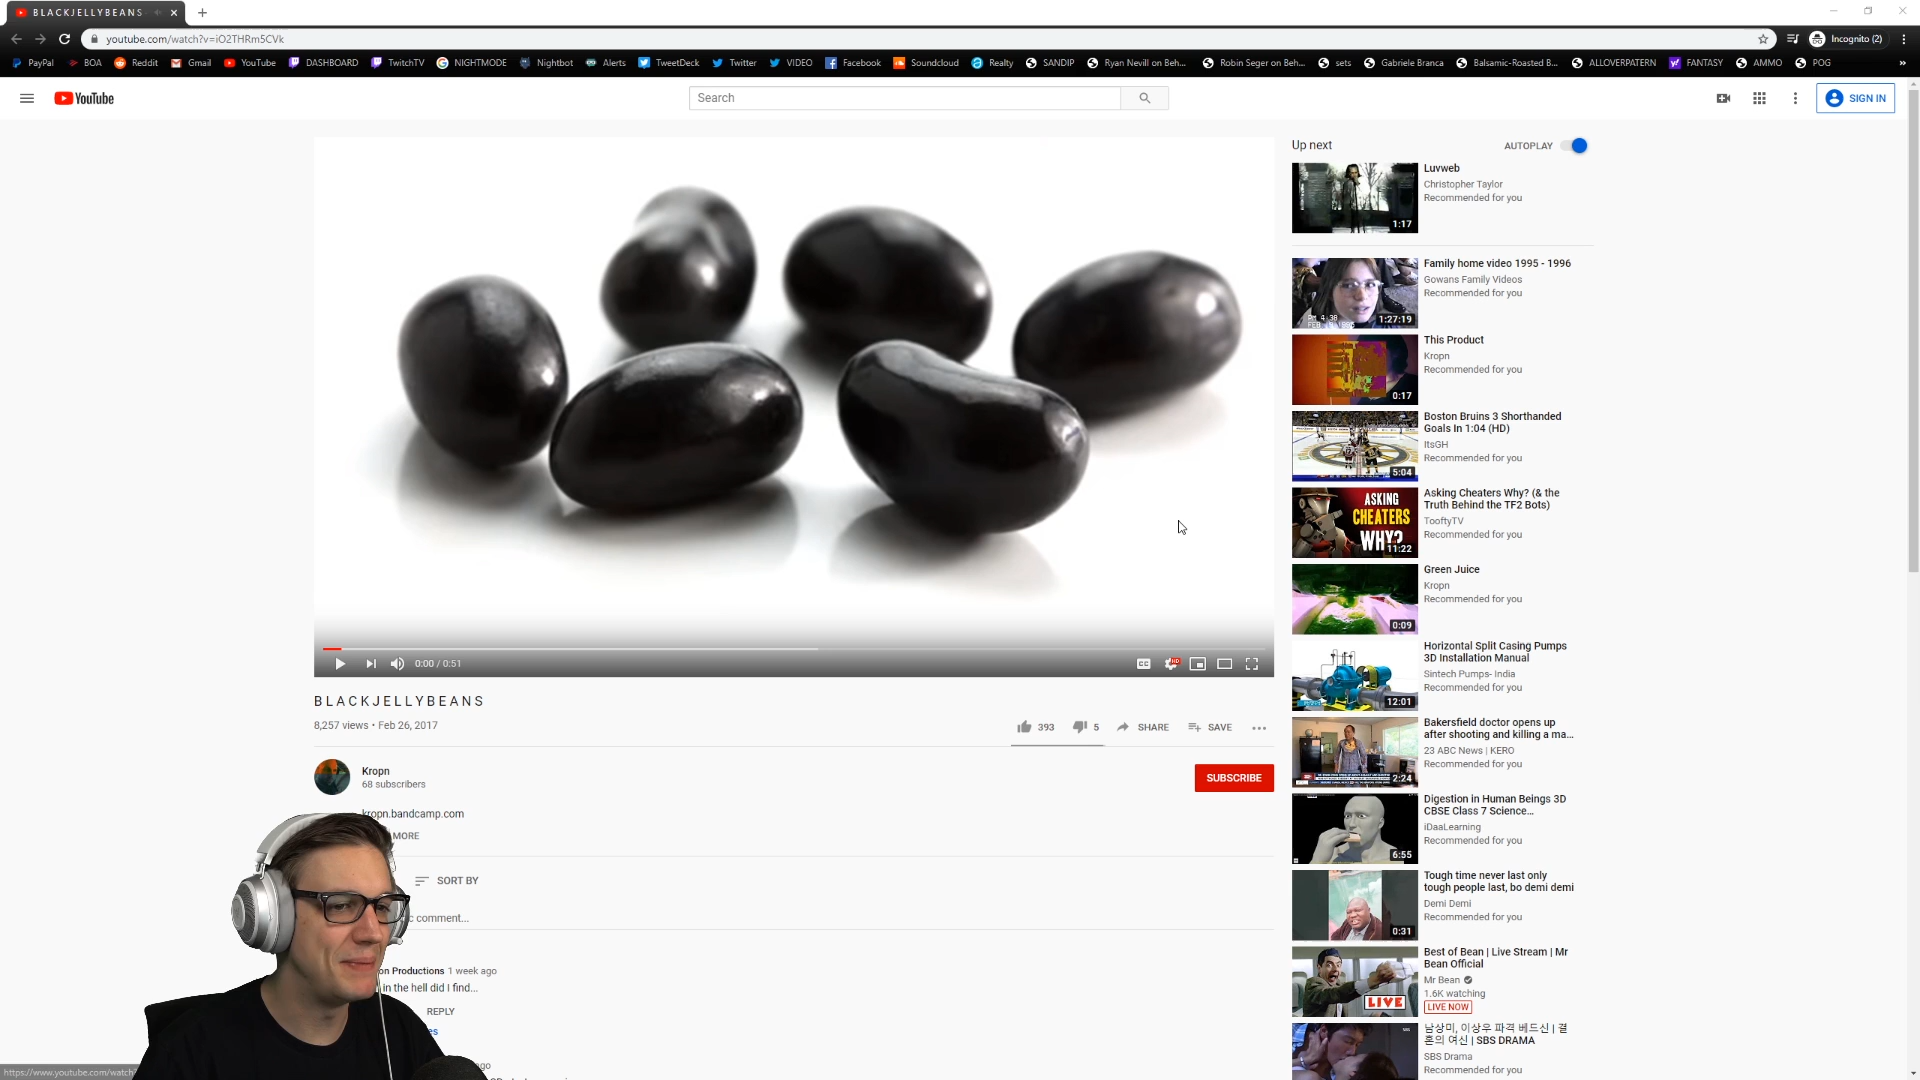 BLACKJELLYBEANS
youtube.com/watch?v=iO2THRm5CVk
Incognito (2)
PayPal BOA Reddit Gmail YouTube DASHBOARD TwitchTV NIGHTMODE Nightbot Alerts TweetDeck Twitter VIDEO Facebook Soundcloud Realty SANDIP Ryan Nevill on Beh... Robin Seger on Beh... sets Gabriele Branca Balsamic-Roasted B... ALLOVERPATERN FANTASY AMMO POG
YouTube
Search
SIGN IN
0:00 / 0:51
CC
HD
B L A C K J E L L Y B E A N S
8,257 views • Feb 26, 2017
393
5
SHARE
SAVE
Kropn
68 subscribers
SUBSCRIBE
kropn.bandcamp.com
MORE
SORT BY
comment...
on Productions 1 week ago
in the hell did I find...
REPLY
https://www.youtube.com/watch?
Up next
AUTOPLAY
Luvweb
Christopher Taylor
Recommended for you
1:17
Family home video 1995 - 1996
Gowans Family Videos
Recommended for you
PM 4:38
1:27:19
This Product
Kropn
Recommended for you
0:17
Boston Bruins 3 Shorthanded
Goals In 1:04 (HD)
ItsGH
Recommended for you
5:04
Asking Cheaters Why? (& the
Truth Behind the TF2 Bots)
TooftyTV
Recommended for you
ASKING
CHEATERS
WHY?
11:22
Green Juice
Kropn
Recommended for you
0:09
Horizontal Split Casing Pumps
3D Installation Manual
Sintech Pumps- India
Recommended for you
12:01
Bakersfield doctor opens up
after shooting and killing a ma...
23 ABC News | KERO
Recommended for you
2:24
Digestion in Human Beings 3D
CBSE Class 7 Science...
iDaaLearning
Recommended for you
6:55
Tough time never last only
tough people last, bo demi demi
Demi Demi
Recommended for you
0:31
Best of Bean | Live Stream | Mr
Bean Official
Mr Bean
1.6K watching
LIVE NOW
LIVE
남상미, 이상우 파격 베드신 | 결
혼의 여신 | SBS DRAMA
SBS Drama
Recommended for you